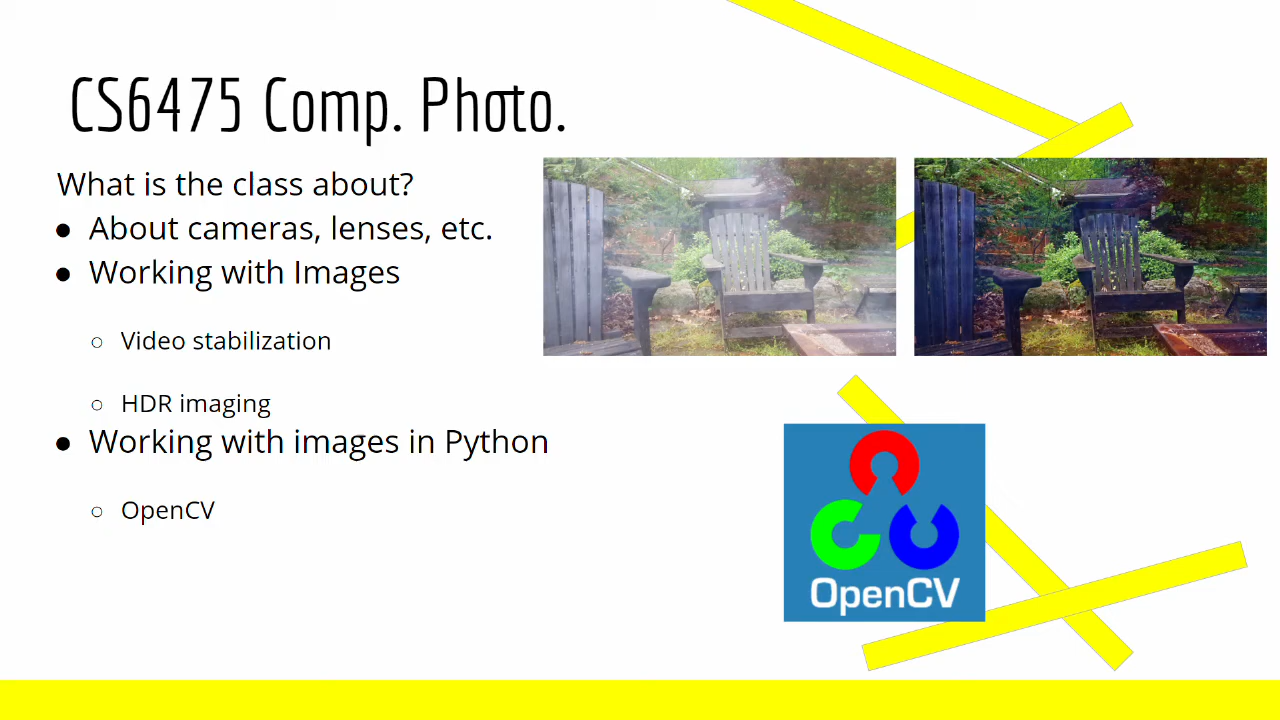 CS6475 Comp. Photo.
What is the class about?
● About cameras, lenses, etc.
● Working with Images
○ Video stabilization
○ HDR imaging
● Working with images in Python
○ OpenCV
OpenCV